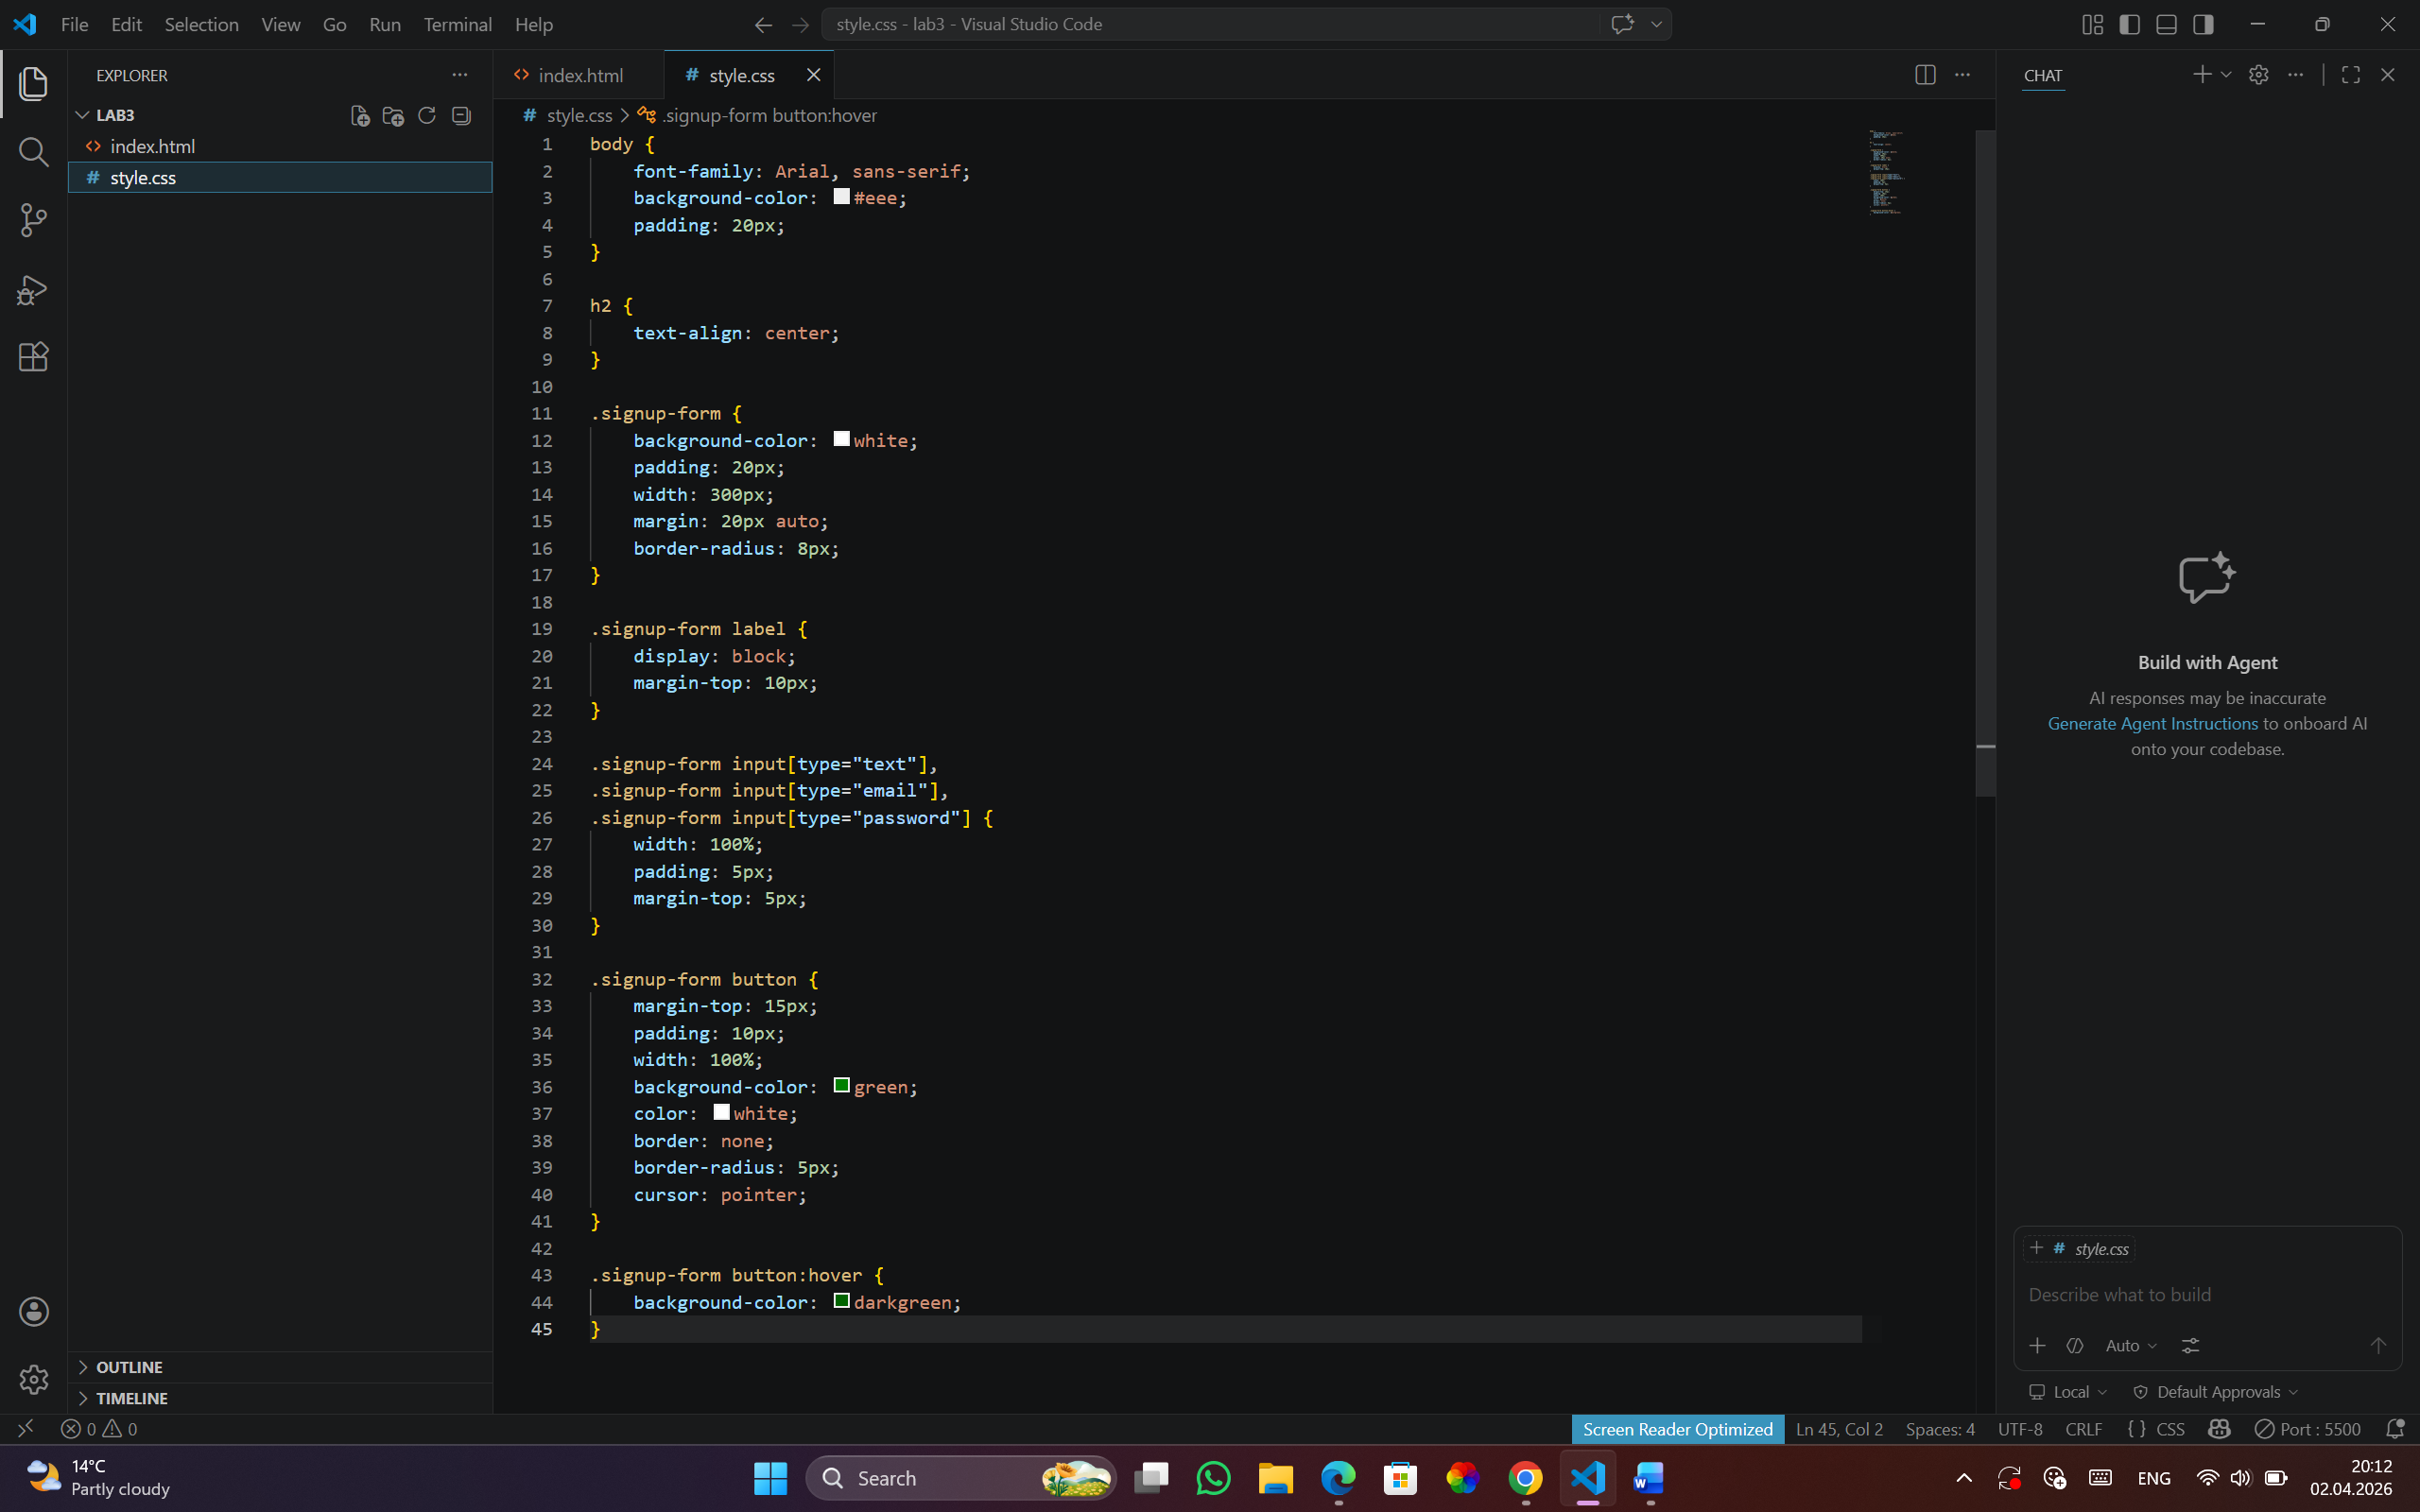 File Edit Selection View Go Run Terminal Help
style.css - lab3 - Visual Studio Code
EXPLORER
LAB3
index.html
style.css
OUTLINE
TIMELINE
index.html
style.css
style.css > .signup-form button:hover
1 body {
2 font-family: Arial, sans-serif;
3 background-color: #eee;
4 padding: 20px;
5 }
6
7 h2 {
8 text-align: center;
9 }
10
11 .signup-form {
12 background-color: white;
13 padding: 20px;
14 width: 300px;
15 margin: 20px auto;
16 border-radius: 8px;
17 }
18
19 .signup-form label {
20 display: block;
21 margin-top: 10px;
22 }
23
24 .signup-form input[type="text"],
25 .signup-form input[type="email"],
26 .signup-form input[type="password"] {
27 width: 100%;
28 padding: 5px;
29 margin-top: 5px;
30 }
31
32 .signup-form button {
33 margin-top: 15px;
34 padding: 10px;
35 width: 100%;
36 background-color: green;
37 color: white;
38 border: none;
39 border-radius: 5px;
40 cursor: pointer;
41 }
42
43 .signup-form button:hover {
44 background-color: darkgreen;
45 }
CHAT
Build with Agent
AI responses may be inaccurate
Generate Agent Instructions to onboard AI
onto your codebase.
style.css
Describe what to build
Auto
Local Default Approvals
0 0
Screen Reader Optimized Ln 45, Col 2 Spaces: 4 UTF-8 CRLF {} CSS Port : 5500
14°C
Partly cloudy
Search
ENG
20:12
02.04.2026